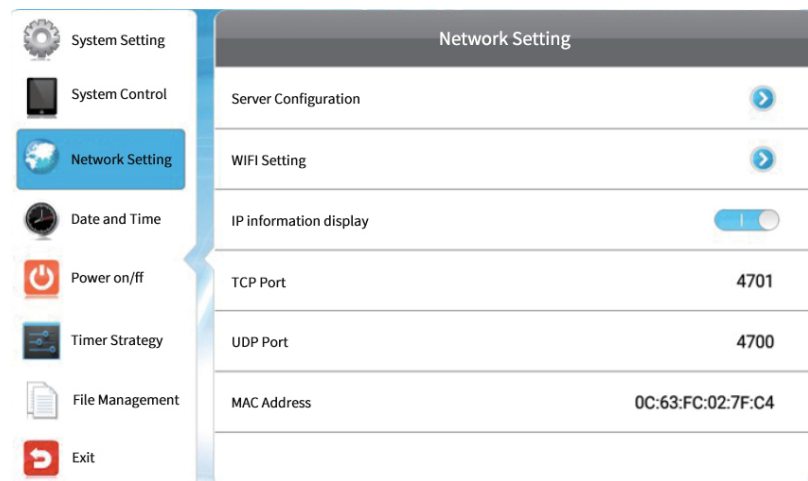 System Setting
System Control
Network Setting
Date and Time
Power on/ff
Timer Strategy
File Management
Exit
Network Setting
Server Configuration
WIFI Setting
IP information display
TCP Port 4701
UDP Port 4700
MAC Address 0C:63:FC:02:7F:C4